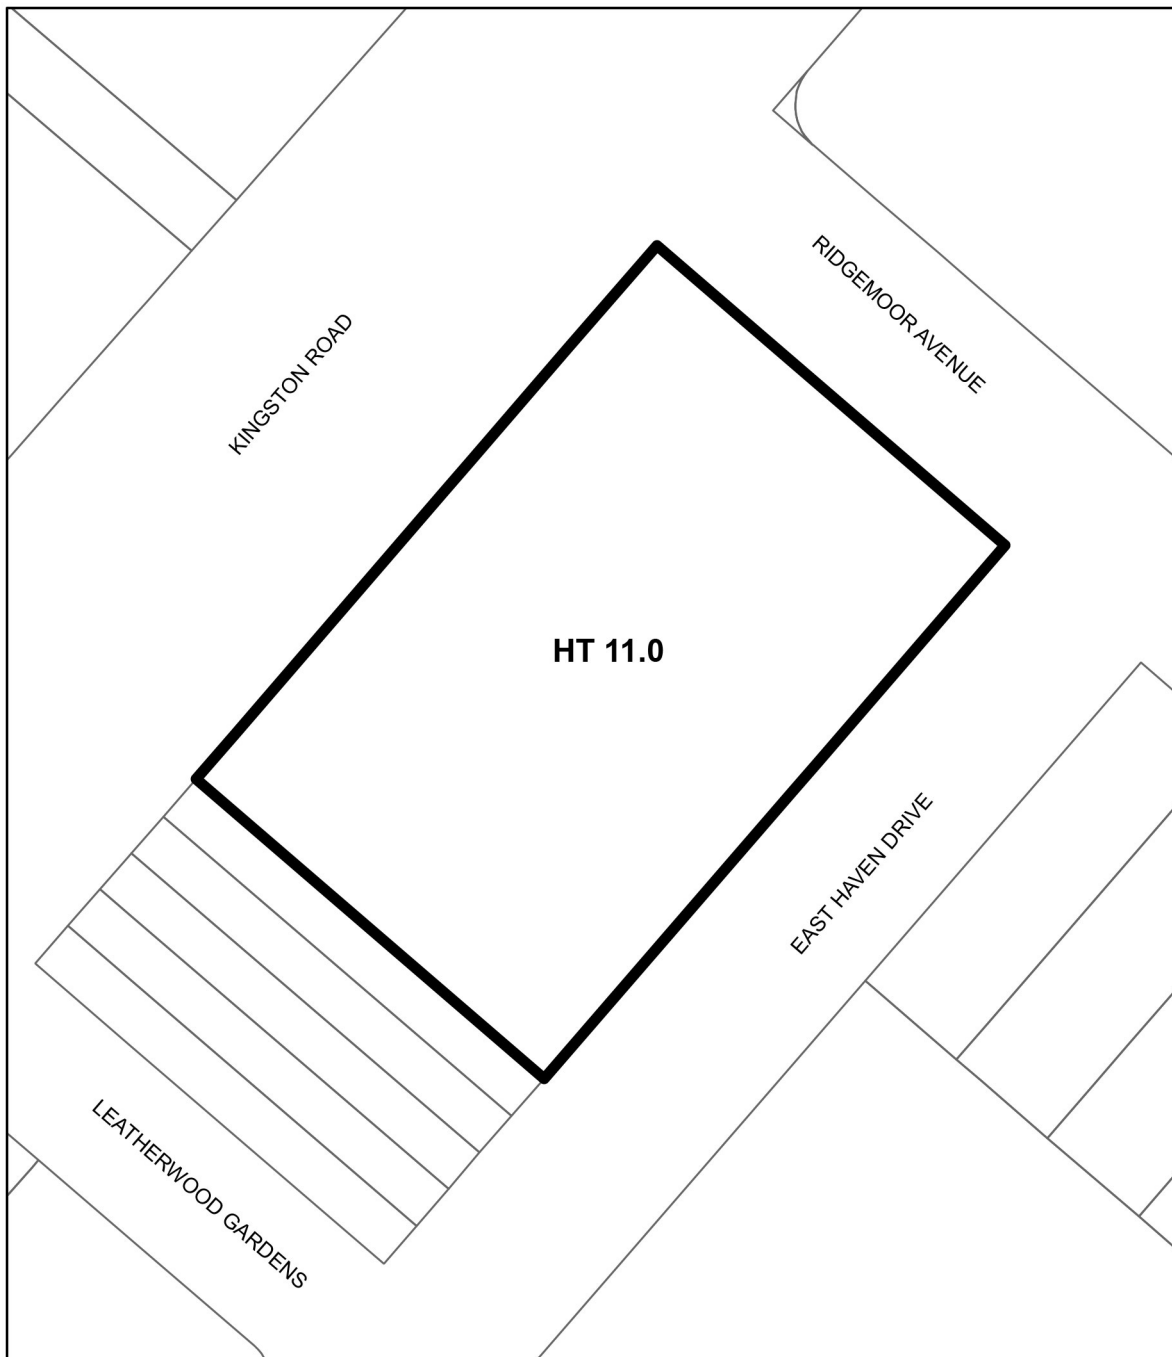 RIDGEMOOR AVENUE
KINGSTON ROAD
HT 11.0
EAST HAVEN DRIVE
LEATHERWOOD GARDENS